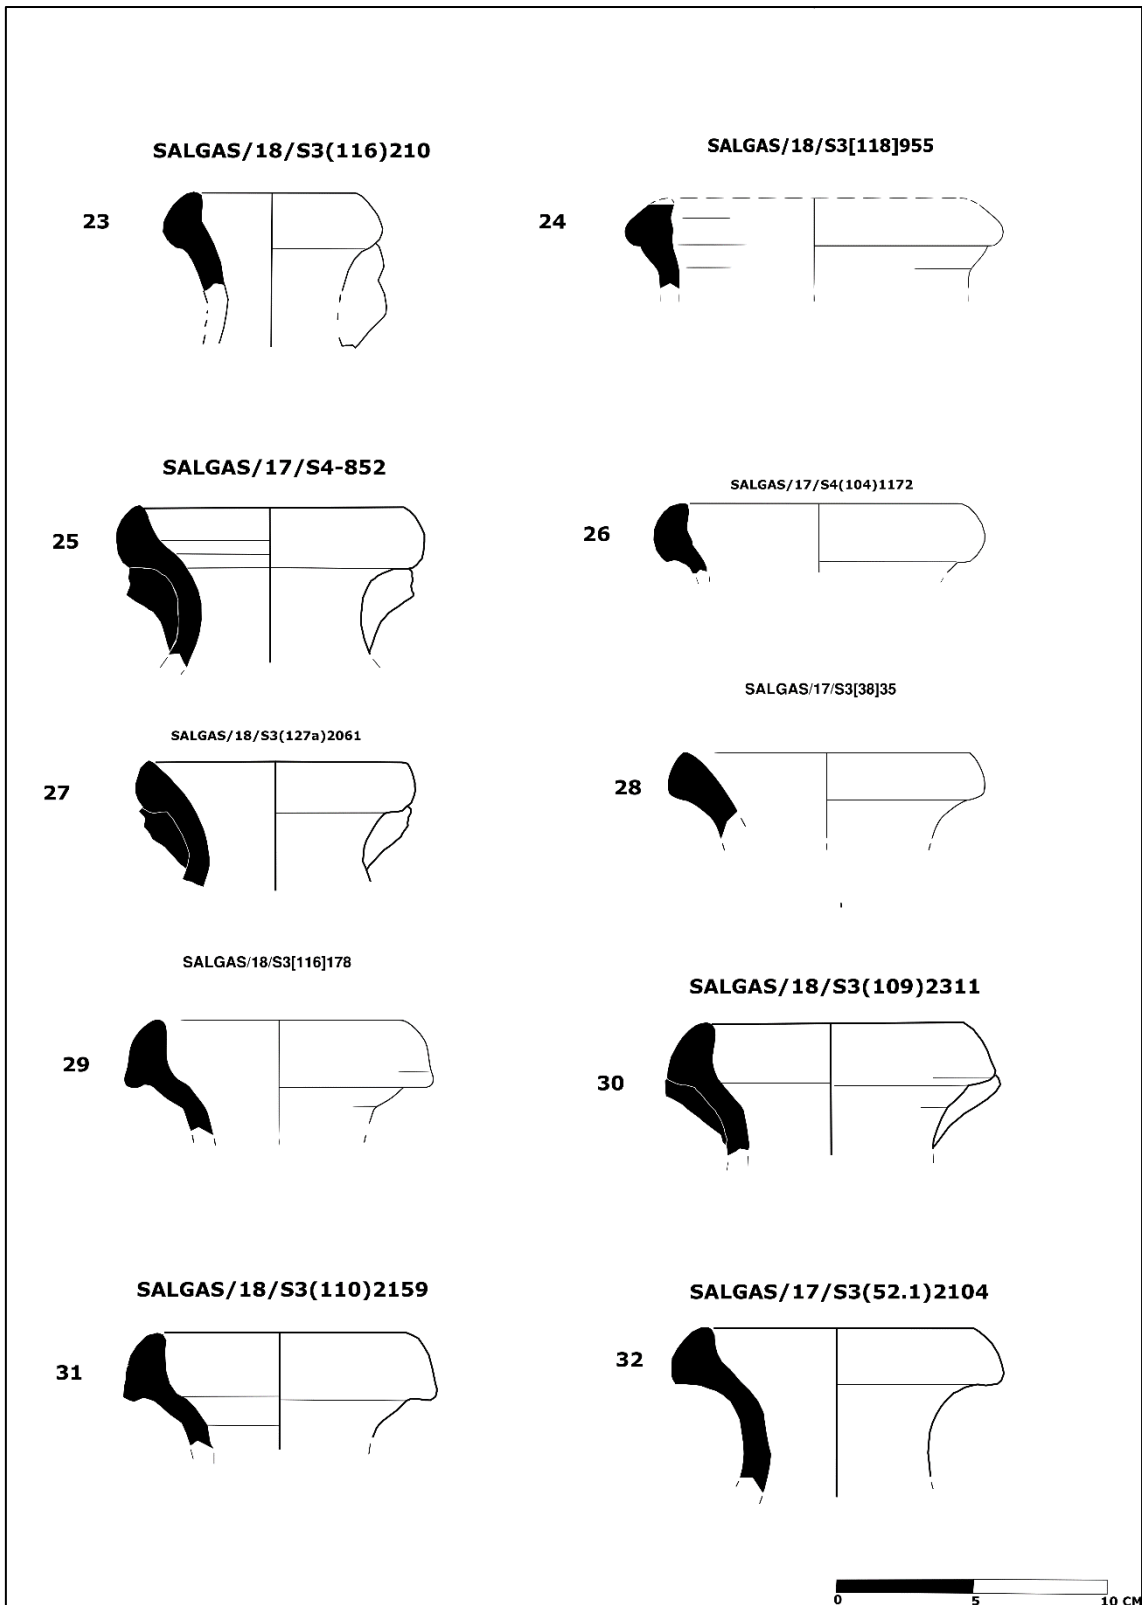 SALGAS/18/S3(116)210
23
SALGAS/18/S3[118]955
24
SALGAS/17/S4-852
25
SALGAS/17/S4(104)1172
26
SALGAS/18/S3(127a)2061
27
SALGAS/17/S3[38]35
28
SALGAS/18/S3[116]178
29
SALGAS/18/S3(109)2311
30
SALGAS/18/S3(110)2159
31
SALGAS/17/S3(52.1)2104
32
0 5 10 CM